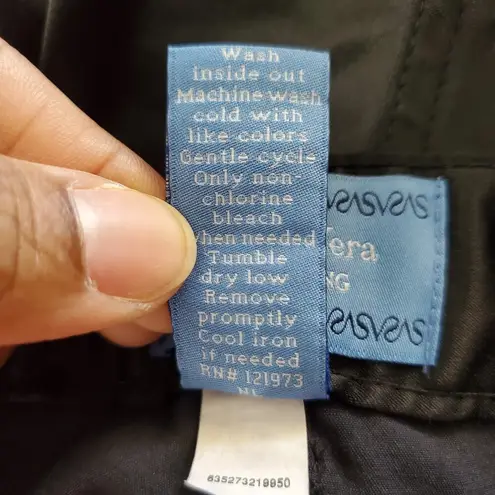 Wash
inside out
Machine wash
cold with
like colors
Gentle cycle
Only non-
chlorine
bleach
when needed
Tumble
dry low
Remove
promptly
Cool iron
if needed
RN# 121973
era
NG
635273219950